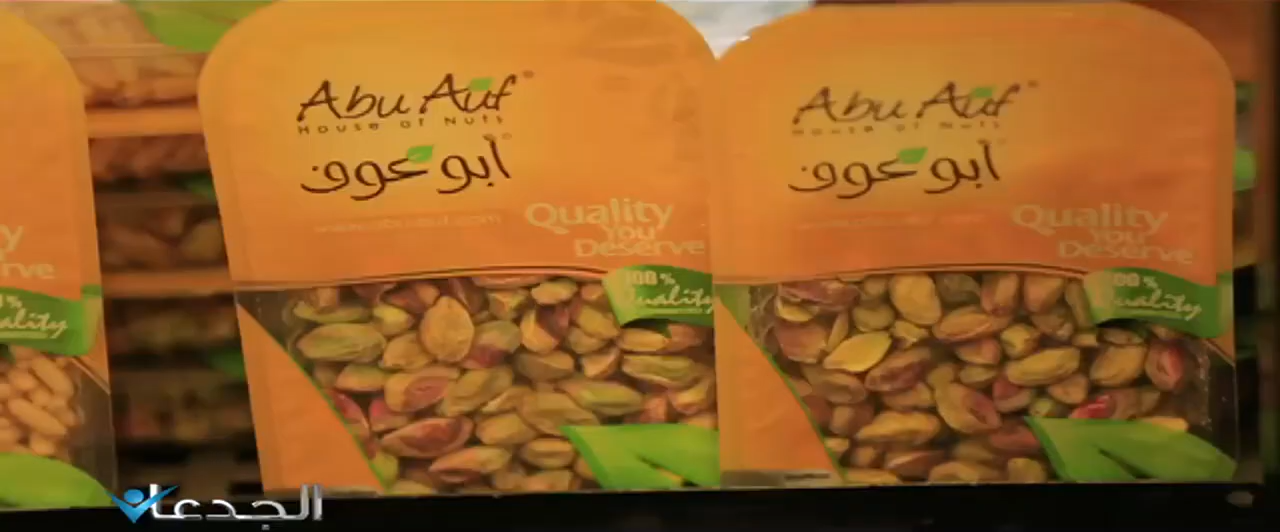 Abu Auf
House of Nuts
أبو عوف
Quality
You
Deserve
100 %
Quality
Abu Auf
House of Nuts
أبو عوف
Quality
You
Deserve
100 %
Quality
الجدعان